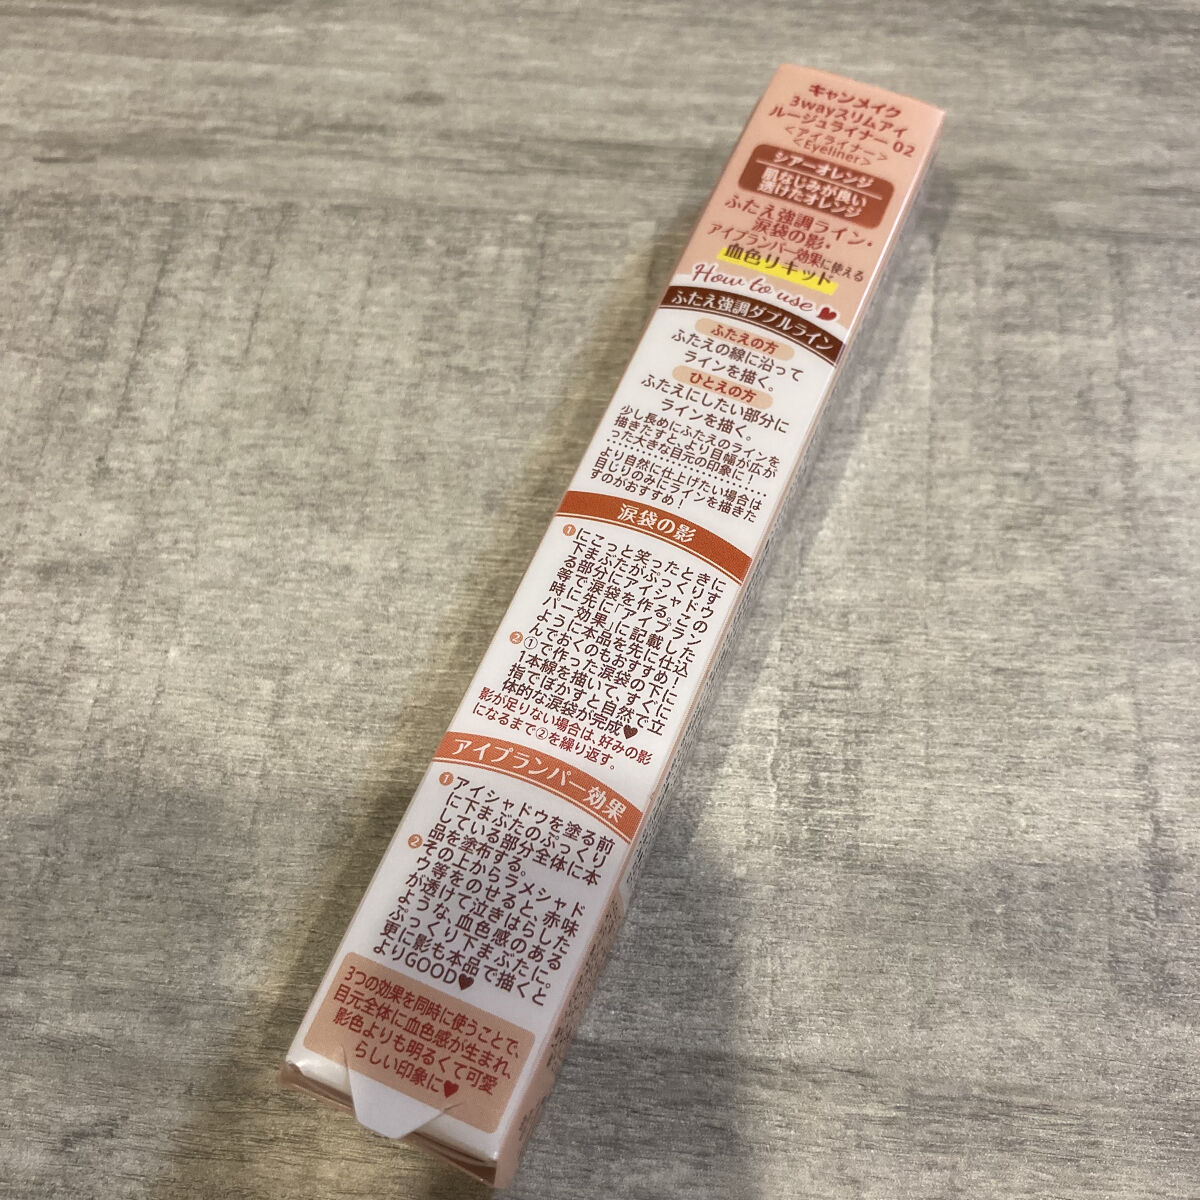 キャンメイク
3wayスリムアイ
ルージュライナー 02
＜アイライナー＞
＜Eyeliner＞
シアーオレンジ
肌なじみが良い
透けたオレンジ
ふたえ強調ライン・
涙袋の影・
アイプランパー効果に使える
血色リキッド
How to use
ふたえ強調ダブルライン
ふたえの方
ふたえの線に沿って
ラインを描く。
ひとえの方
ふたえにしたい部分に
ラインを描く。
少し長めにふたえのラインを
描きたすと、より目幅が広が
った大きな目元の印象に！
より自然に仕上げたい場合は
目じりのみにラインを描きた
すのがおすすめ！
涙袋の影
①にこっと笑ったときに
下まぶたがぷっくりす
る部分にアイシャドウ
等で涙袋を作る。この
時に先に「アイプラン
パー効果」に記載した
ように本品を先に仕込
んでおくのもおすすめ！
②①で作った涙袋の下に
1本線を描いて、すぐに
指でぼかすと自然で立
体的な涙袋が完成♥
影が足りない場合は、好みの影
になるまで②を繰り返す。
アイプランパー効果
①アイシャドウを塗る前
に下まぶたのぷっくり
している部分全体に本
品を塗布する。
②その上からラメシャド
ウ等をのせると、赤味
が透けて泣きはらした
ような、血色感のある
ぷっくり下まぶたに。
更に影も本品で描くと
よりGOOD♥
3つの効果を同時に使うことで、
目元全体に血色感が生まれ、
影色よりも明るくて可愛
らしい印象に♥